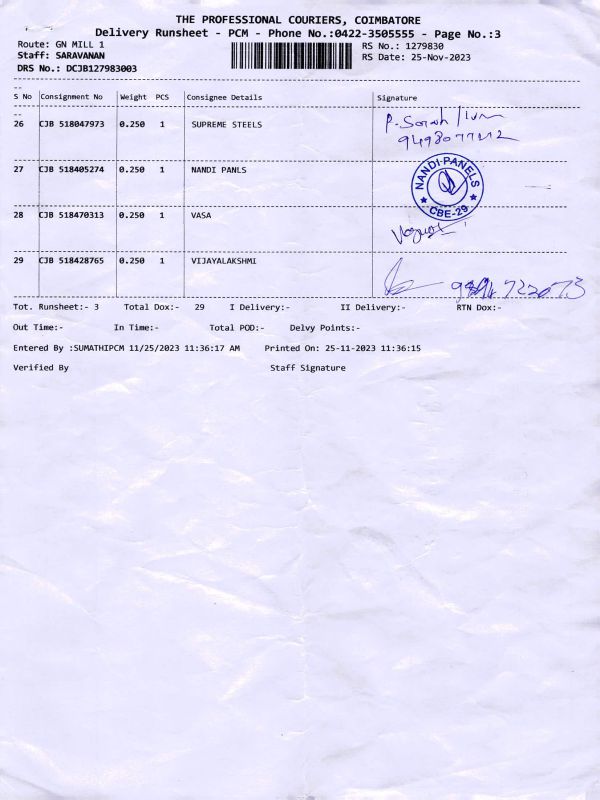 THE PROFESSIONAL COURIERS, COIMBATORE
Delivery Runsheet - PCM - Phone No.:0422-3505555 - Page No.:3
Route: GN MILL 1 RS No.: 1279830
Staff: SARAVANAN RS Date: 25-Nov-2023
DRS No.: DCJB127983003
S No Consignment No Weight PCS Consignee Details Signature
26 CJB 518047973 0.250 1 SUPREME STEELS
27 CJB 518405274 0.250 1 NANDI PANLS
NANDI-PANELS
CBE-29
28 CJB 518470313 0.250 1 VASA
29 CJB 518428765 0.250 1 VIJAYALAKSHMI
Tot. Runsheet:- 3 Total Dox:- 29 I Delivery:- II Delivery:- RTN Dox:-
Out Time:- In Time:- Total POD:- Delvy Points:-
Entered By :SUMATHIPCM 11/25/2023 11:36:17 AM Printed On: 25-11-2023 11:36:15
Verified By Staff Signature